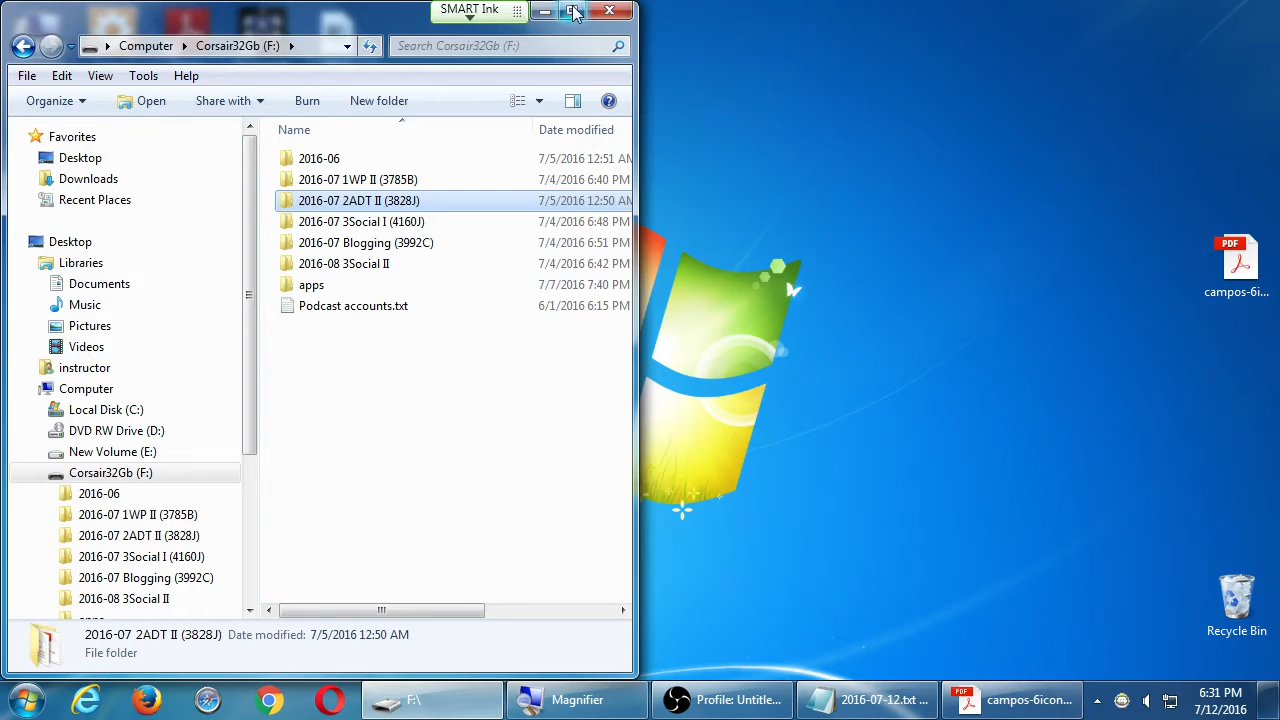 SMART Ink
Computer Corsair32Gb (F:)
Search Corsair32Gb (F:)
File Edit View Tools Help
Organize Open Share with Burn New folder
Name Date modified
2016-06 7/5/2016 12:51 AM
2016-07 1WP II (3785B) 7/4/2016 6:40 PM
2016-07 2ADT II (3828J) 7/5/2016 12:50 AM
2016-07 3Social I (4160J) 7/4/2016 6:48 PM
2016-07 Blogging (3992C) 7/4/2016 6:51 PM
2016-08 3Social II 7/4/2016 6:42 PM
apps 7/7/2016 7:40 PM
Podcast accounts.txt 6/1/2016 6:15 PM
Favorites
Desktop
Downloads
Recent Places
Desktop
Libraries
Documents
Music
Pictures
Videos
instructor
Computer
Local Disk (C:)
DVD RW Drive (D:)
New Volume (E:)
Corsair32Gb (F:)
2016-06
2016-07 1WP II (3785B)
2016-07 2ADT II (3828J)
2016-07 3Social I (4160J)
2016-07 Blogging (3992C)
2016-08 3Social II
2016-07 2ADT II (3828J) Date modified: 7/5/2016 12:50 AM
File folder
PDF
campos-6i...
Recycle Bin
F:\
Magnifier
Profile: Untitle...
2016-07-12.txt ...
PDF
campos-6icon...
6:31 PM
7/12/2016